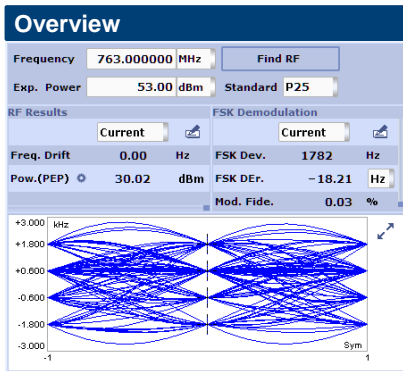 Overview
Frequency 763.000000 MHz Find RF
Exp. Power 53.00 dBm Standard P25
RF Results FSK Demodulation
Current Current
Freq. Drift 0.00 Hz FSK Dev. 1782 Hz
Pow.(PEP) 30.02 dBm FSK DEr. -18.21 Hz
Mod. Fide. 0.03 %
+3.000 kHz
+1.800
+0.600
-0.600
-1.800
-3.000 Sym
-1 1